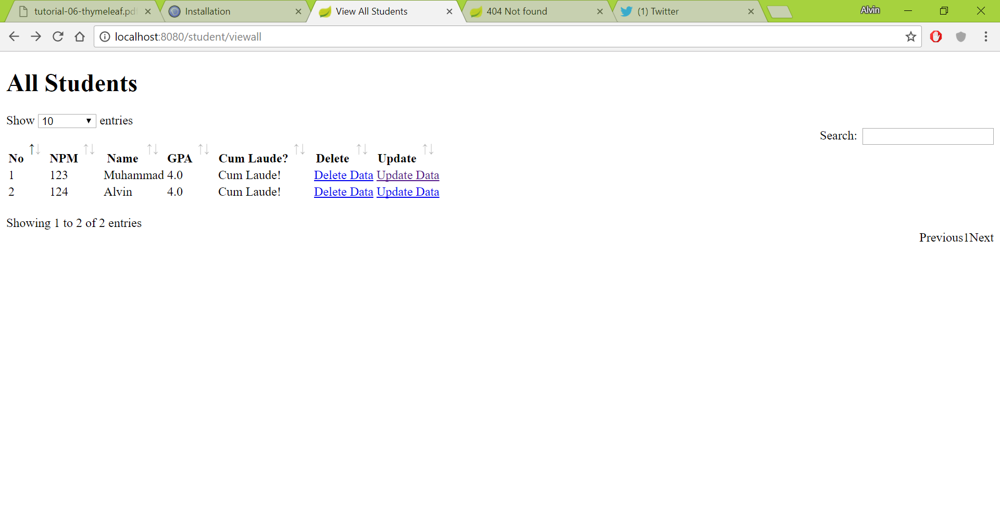 tutorial-06-thymeleaf.pdf
Installation
View All Students
404 Not found
(1) Twitter
Alvin
localhost:8080/student/viewall
All Students
Show 10 entries
Search:
No NPM Name GPA Cum Laude? Delete Update
1 123 Muhammad 4.0 Cum Laude! Delete Data Update Data
2 124 Alvin 4.0 Cum Laude! Delete Data Update Data
Showing 1 to 2 of 2 entries
Previous1Next